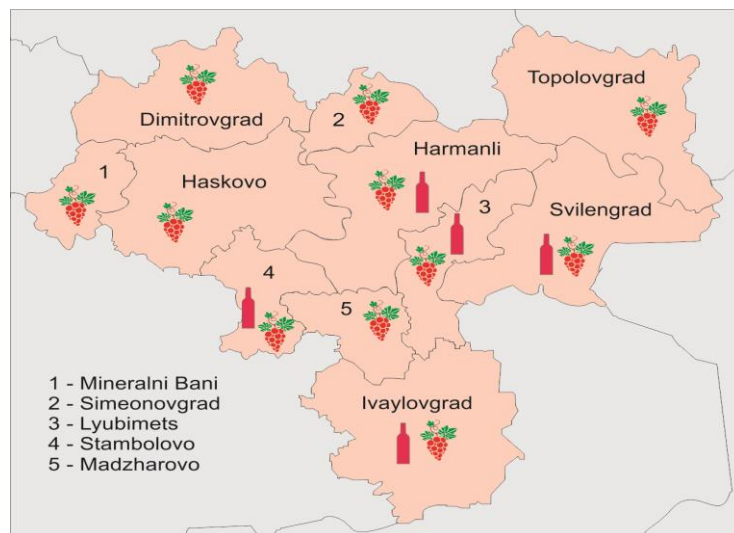 Topolovgrad
Dimitrovgrad
2
Harmanli
1
Haskovo
3
Svilengrad
4
5
1 - Mineralni Bani
2 - Simeonovgrad
3 - Lyubimets
4 - Stambolovo
5 - Madzharovo
Ivaylovgrad